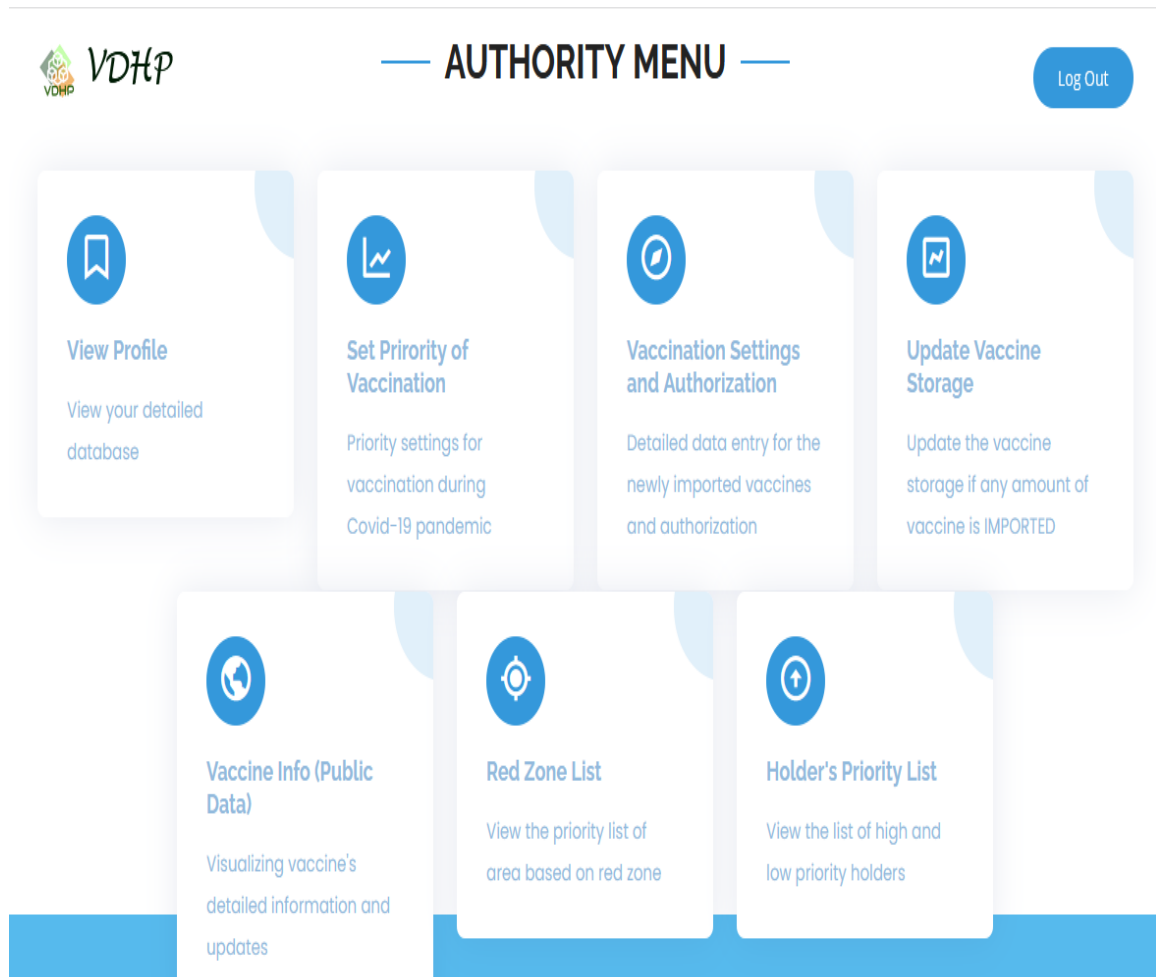 VDHP
VDHP
AUTHORITY MENU
Log Out
View Profile
View your detailed
database
Set Prirority of
Vaccination
Priority settings for
vaccination during
Covid-19 pandemic
Vaccination Settings
and Authorization
Detailed data entry for the
newly imported vaccines
and authorization
Update Vaccine
Storage
Update the vaccine
storage if any amount of
vaccine is IMPORTED
Vaccine Info (Public
Data)
Visualizing vaccine's
detailed information and
updates
Red Zone List
View the priority list of
area based on red zone
Holder's Priority List
View the list of high and
low priority holders